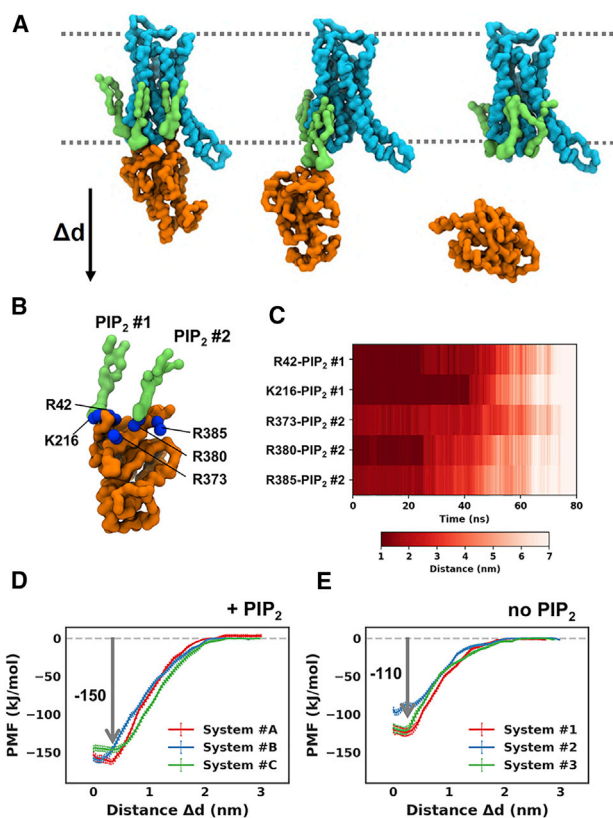 A
Δd
B
PIP2 #1
PIP2 #2
R42
K216
R385
R380
R373
C
R42-PIP2 #1
K216-PIP2 #1
R373-PIP2 #2
R380-PIP2 #2
R385-PIP2 #2
0 10 20 30 40 50 60 70 80
Time (ns)
1 2 3 4 5 6 7
Distance (nm)
D
+ PIP2
0
−50
−100
−150
PMF (kJ/mol)
-150
System #A
System #B
System #C
0 1 2 3
Distance Δd (nm)
E
no PIP2
0
−50
−100
−150
PMF (kJ/mol)
-110
System #1
System #2
System #3
0 1 2 3
Distance Δd (nm)